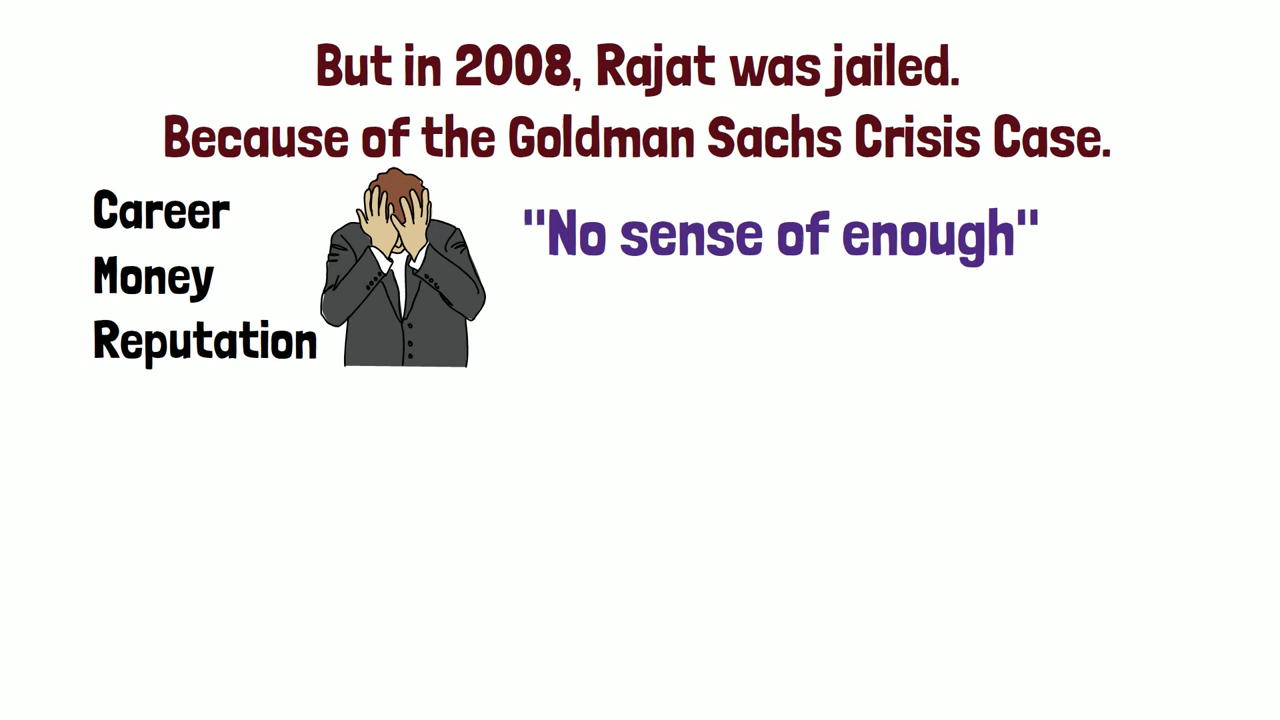 But in 2008, Rajat was jailed.
Because of the Goldman Sachs Crisis Case.
Career
Money
Reputation
"No sense of enough"